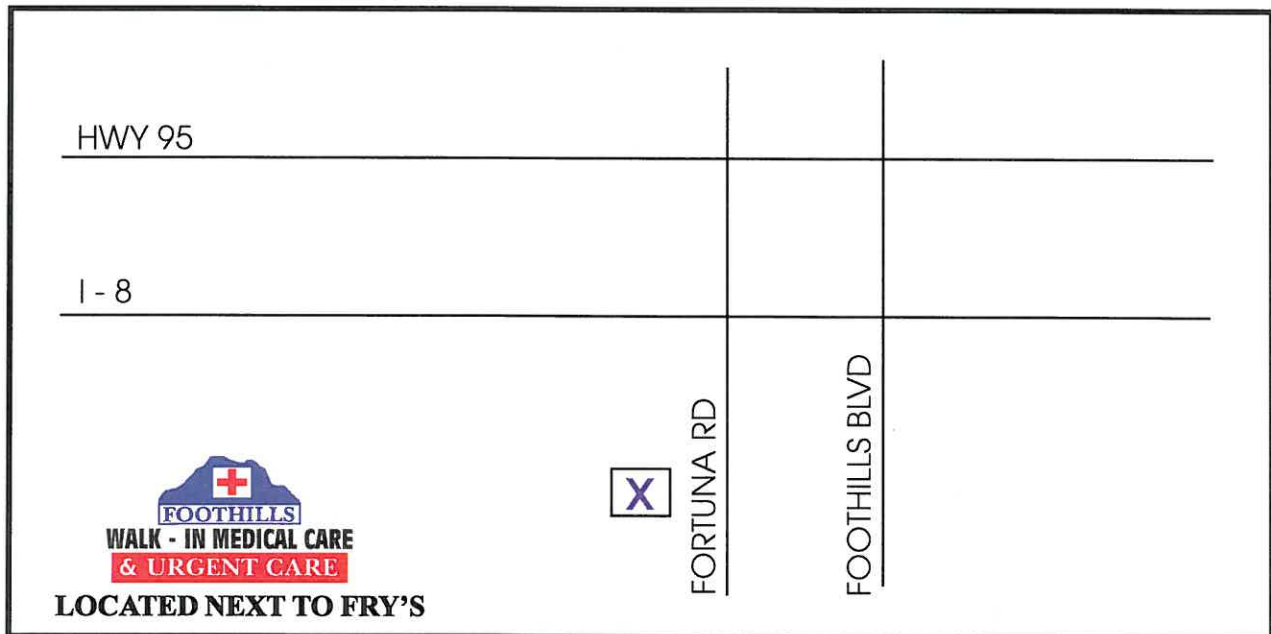 HWY 95
I - 8
FORTUNA RD
FOOTHILLS BLVD
X
FOOTHILLS
WALK - IN MEDICAL CARE
& URGENT CARE
LOCATED NEXT TO FRY'S